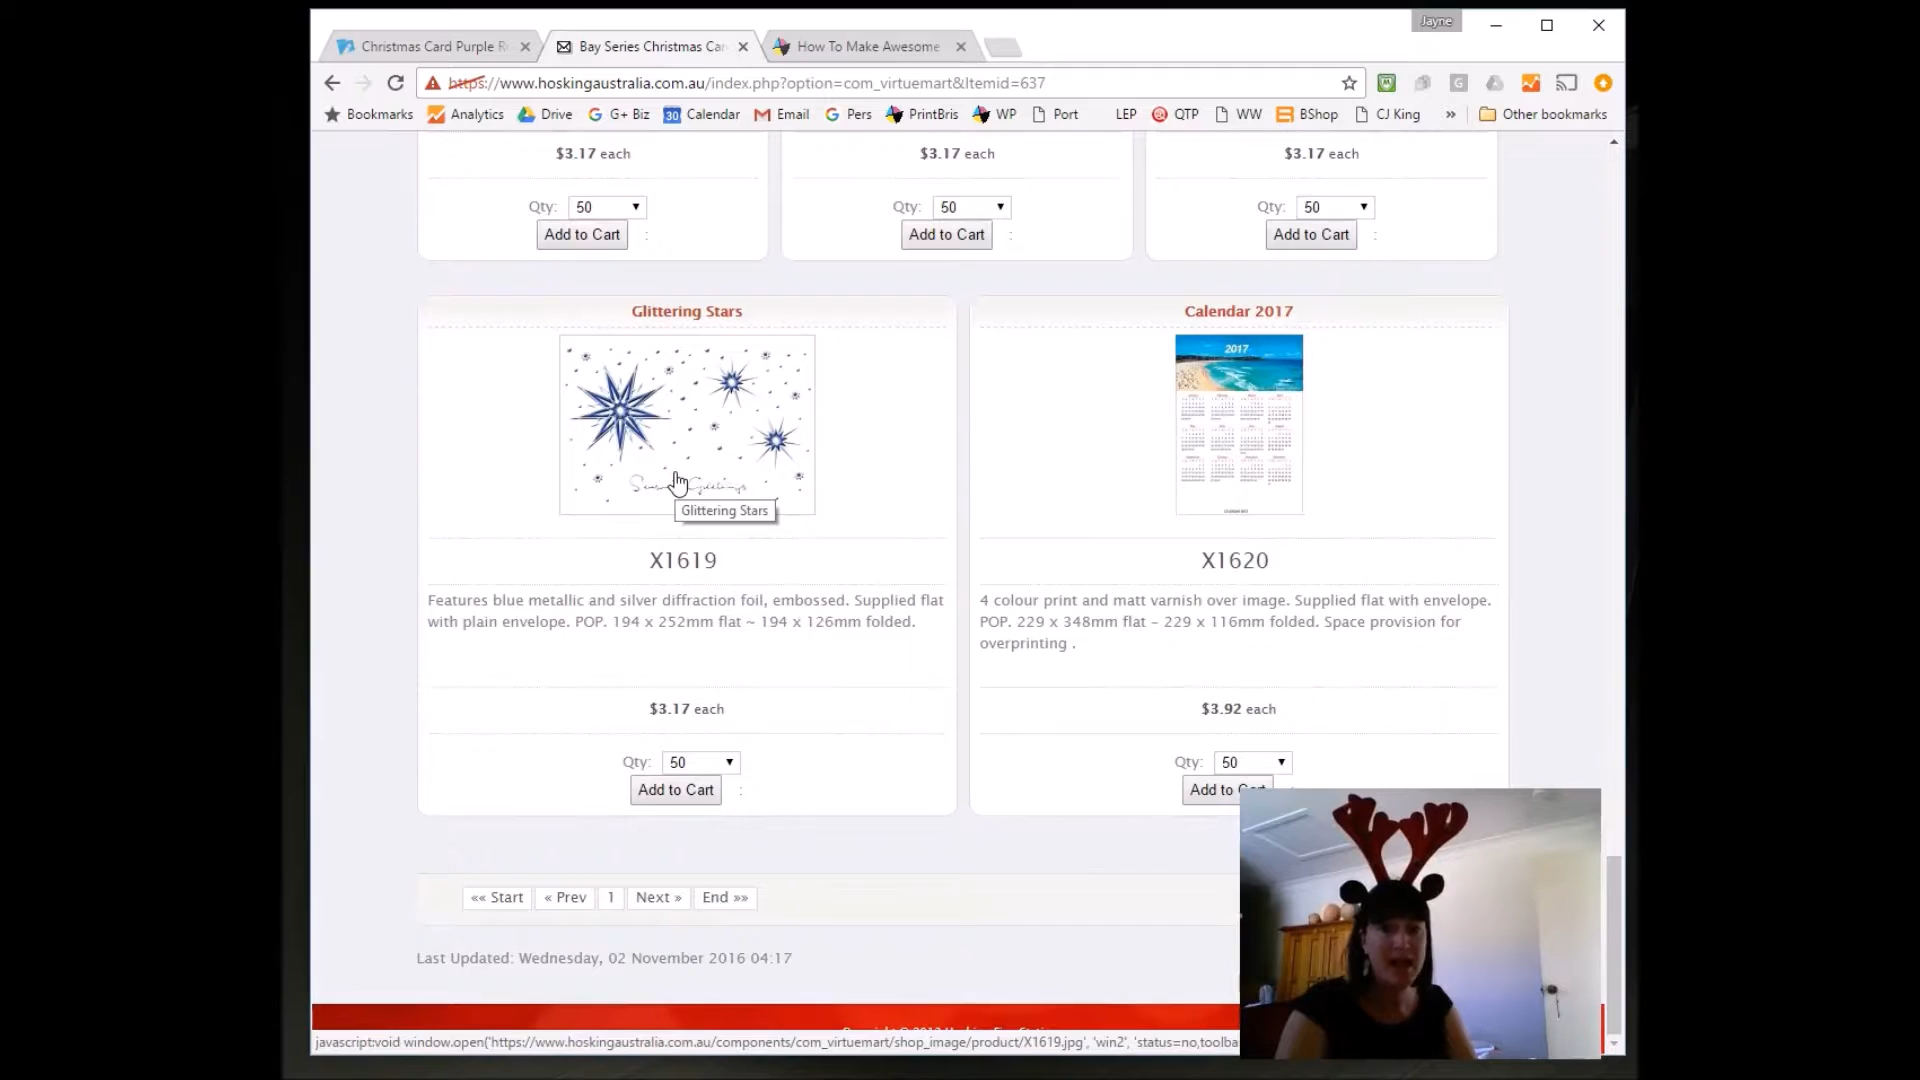 Jayne
Christmas Card Purple R
Bay Series Christmas Car
How To Make Awesome
https://www.hoskingaustralia.com.au/index.php?option=com_virtuemart&Itemid=637
Bookmarks Analytics Drive G+ Biz Calendar Email Pers PrintBris WP Port LEP QTP WW BShop CJ King » Other bookmarks
$3.17 each $3.17 each $3.17 each
Qty: 50 Qty: 50 Qty: 50
Add to Cart : Add to Cart : Add to Cart :
Glittering Stars
Seasons Greetings
Glittering Stars
X1619
Features blue metallic and silver diffraction foil, embossed. Supplied flat
with plain envelope. POP. 194 x 252mm flat ~ 194 x 126mm folded.
$3.17 each
Qty: 50
Add to Cart :
Calendar 2017
2017
X1620
4 colour print and matt varnish over image. Supplied flat with envelope.
POP. 229 x 348mm flat – 229 x 116mm folded. Space provision for
overprinting .
$3.92 each
Qty: 50
Add to Cart
«« Start « Prev 1 Next » End »»
Last Updated: Wednesday, 02 November 2016 04:17
javascript:void window.open('https://www.hoskingaustralia.com.au/components/com_virtuemart/shop_image/product/X1619.jpg', 'win2', 'status=no,toolba